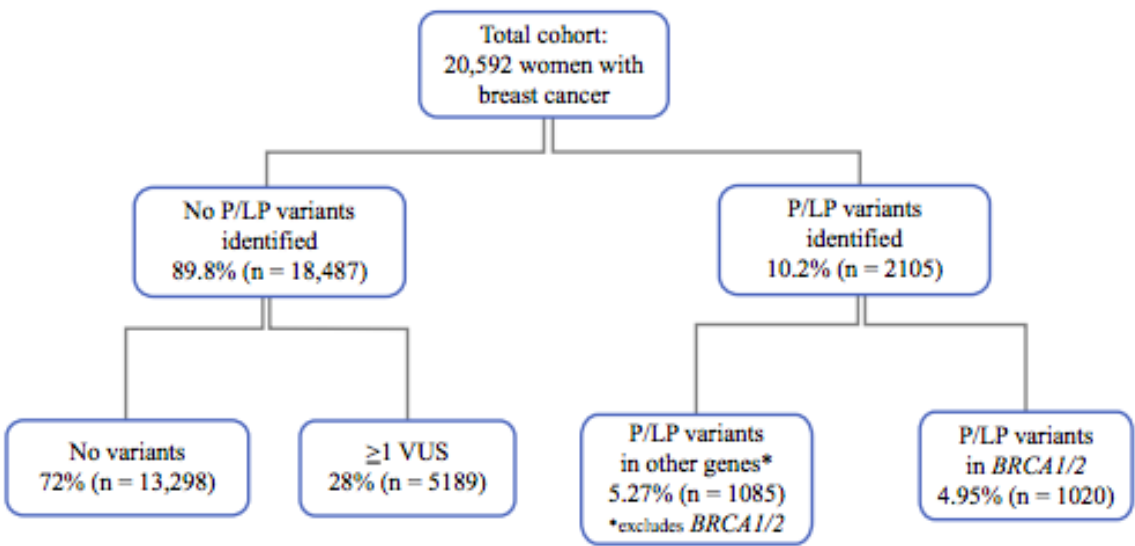 Total cohort:
20,592 women with
breast cancer
No P/LP variants
identified
89.8% (n = 18,487)
P/LP variants
identified
10.2% (n = 2105)
No variants
72% (n = 13,298)
≥1 VUS
28% (n = 5189)
P/LP variants
in other genes*
5.27% (n = 1085)
*excludes BRCA1/2
P/LP variants
in BRCA1/2
4.95% (n = 1020)